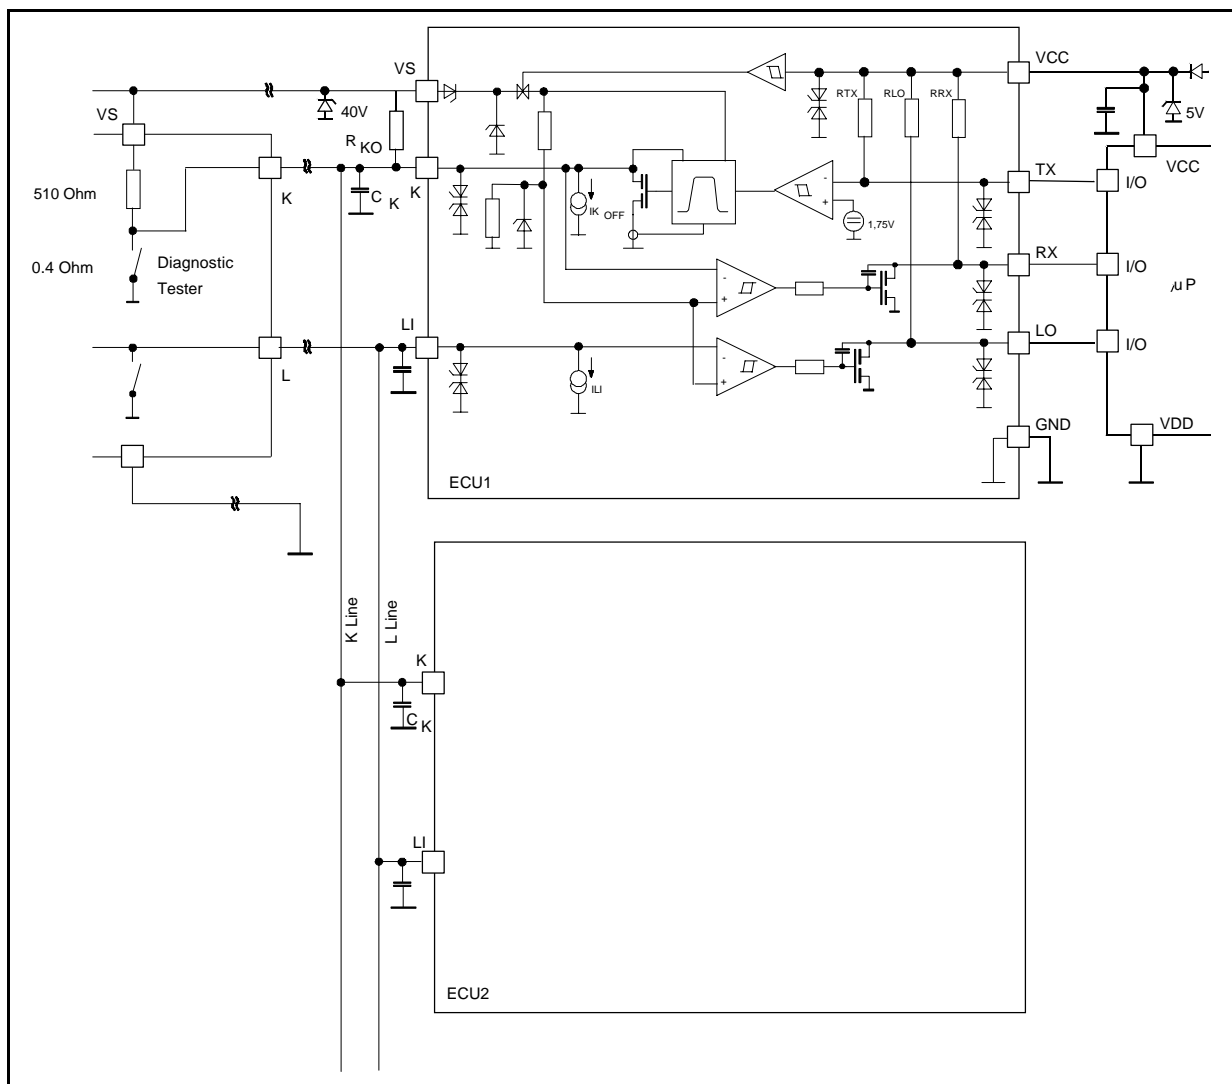 VS
VCC
RTX
RLO
RRX
40V
5V
VS
R
KO
VCC
TX
I/O
510 Ohm
K
C
K
K
IK
OFF
1,75V
RX
I/O
0.4 Ohm
Diagnostic
Tester
µP
LI
LO
I/O
L
ILI
GND
VDD
ECU1
K Line
L Line
K
C
K
LI
ECU2